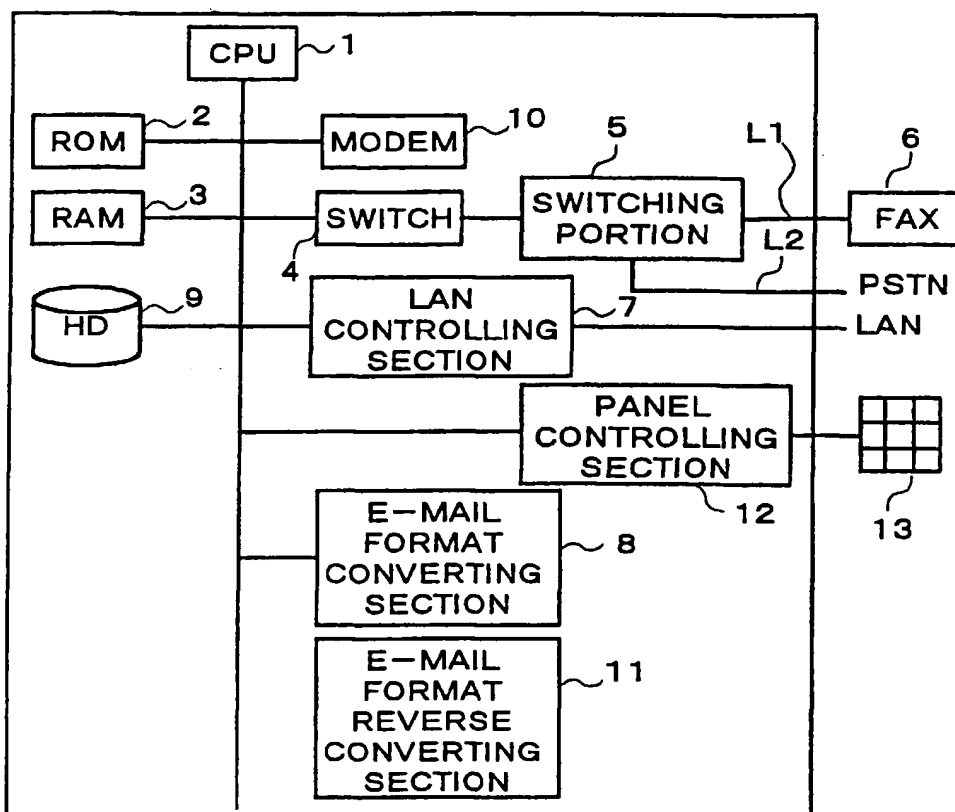 CPU 1
ROM 2
MODEM 10
RAM 3
SWITCH
4
5
SWITCHING
PORTION
L1
L2
6
FAX
PSTN
HD 9
LAN
CONTROLLING
SECTION
7
LAN
PANEL
CONTROLLING
SECTION
12
13
E-MAIL
FORMAT
CONVERTING
SECTION
8
E-MAIL
FORMAT
REVERSE
CONVERTING
SECTION
11